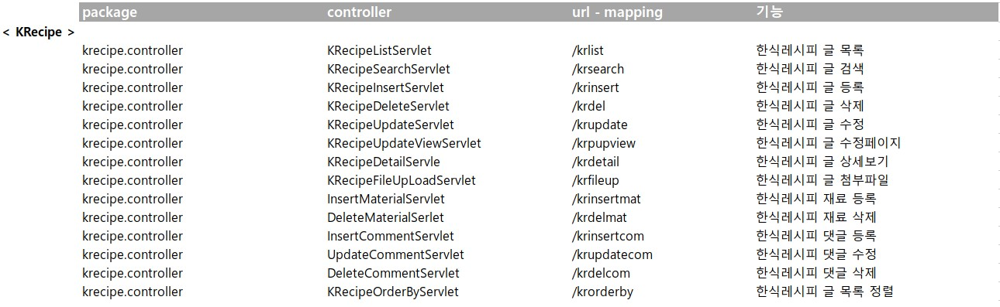 package controller url - mapping 기능
< KRecipe >
krecipe.controller KRecipeListServlet /krlist 한식레시피 글 목록
krecipe.controller KRecipeSearchServlet /krsearch 한식레시피 글 검색
krecipe.controller KRecipeInsertServlet /krinsert 한식레시피 글 등록
krecipe.controller KRecipeDeleteServlet /krdel 한식레시피 글 삭제
krecipe.controller KRecipeUpdateServlet /krupdate 한식레시피 글 수정
krecipe.controller KRecipeUpdateViewServlet /krpupview 한식레시피 글 수정페이지
krecipe.controller KRecipeDetailServle /krdetail 한식레시피 글 상세보기
krecipe.controller KRecipeFileUpLoadServlet /krfileup 한식레시피 글 첨부파일
krecipe.controller InsertMaterialServlet /krinsertmat 한식레시피 재료 등록
krecipe.controller DeleteMaterialSerlet /krdelmat 한식레시피 재료 삭제
krecipe.controller InsertCommentServlet /krinsertcom 한식레시피 댓글 등록
krecipe.controller UpdateCommentServlet /krupdatecom 한식레시피 댓글 수정
krecipe.controller DeleteCommentServlet /krdelcom 한식레시피 댓글 삭제
krecipe.controller KRecipeOrderByServlet /krorderby 한식레시피 글 목록 정렬